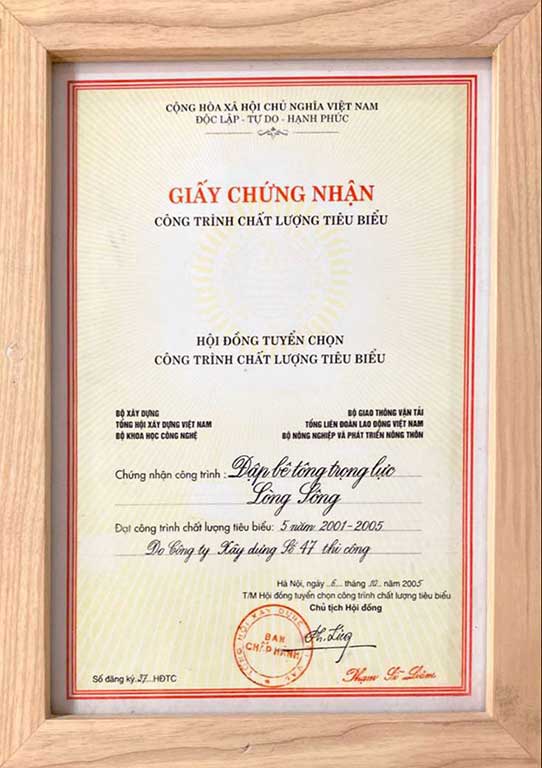 CỘNG HÒA XÃ HỘI CHỦ NGHĨA VIỆT NAM
ĐỘC LẬP - TỰ DO - HẠNH PHÚC
GIẤY CHỨNG NHẬN
CÔNG TRÌNH CHẤT LƯỢNG TIÊU BIỂU
HỘI ĐỒNG TUYỂN CHỌN
CÔNG TRÌNH CHẤT LƯỢNG TIÊU BIỂU
BỘ XÂY DỰNG
TỔNG HỘI XÂY DỰNG VIỆT NAM
BỘ KHOA HỌC CÔNG NGHỆ
BỘ GIAO THÔNG VẬN TẢI
TỔNG LIÊN ĐOÀN LAO ĐỘNG VIỆT NAM
BỘ NÔNG NGHIỆP VÀ PHÁT TRIỂN NÔNG THÔN
Chứng nhận công trình : Đập bê tông trọng lực
Lòng Sông
Đạt công trình chất lượng tiêu biểu: 5 năm 2001-2005
Do Công ty Xây dựng Số 47 thi công
Hà Nội, ngày 6 tháng 10 năm 2005
T/M Hội đồng tuyển chọn công trình chất lượng tiêu biểu
Chủ tịch Hội đồng
TỔNG HỘI XÂY DỰNG
BAN
CHẤP HÀNH
Số đăng ký 37 HĐTC
Phạm Sĩ Liêm